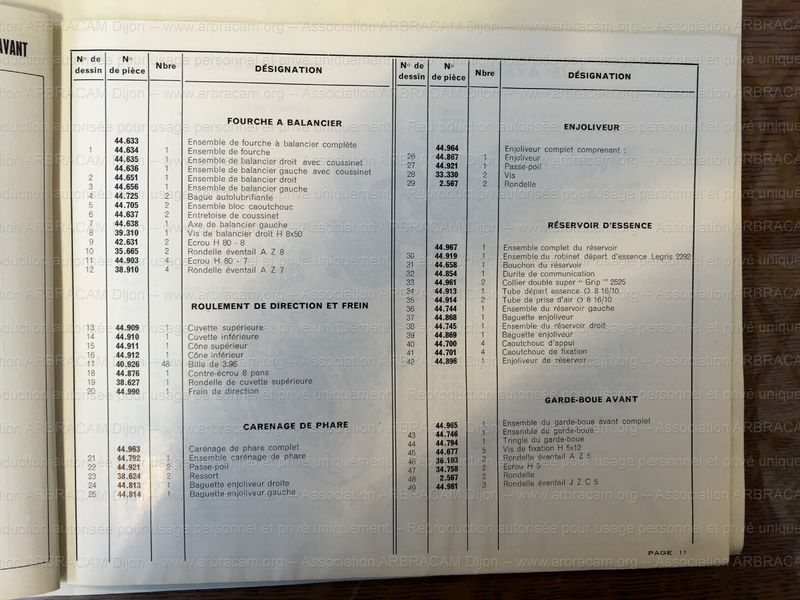 AVANT
N° de dessin N° de pièce Nbre DÉSIGNATION
FOURCHE A BALANCIER
44.633 Ensemble de fourche à balancier complète
1 44.634 1 Ensemble de fourche
44.635 1 Ensemble de balancier droit avec coussinet
44.636 1 Ensemble de balancier gauche avec coussinet
2 44.651 1 Ensemble de balancier droit
3 44.656 1 Ensemble de balancier gauche
4 44.725 2 Bague autolubrifiante
5 44.705 2 Ensemble bloc caoutchouc
6 44.637 2 Entretoise de coussinet
7 44.638 1 Axe de balancier gauche
8 39.310 1 Vis de balancier droit H 8x50
9 42.631 2 Ecrou H 80 - 8
10 35.665 2 Rondelle éventail A Z 8
11 44.903 4 Ecrou H 80 - 7
12 38.910 4 Rondelle éventail A Z 7
ROULEMENT DE DIRECTION ET FREIN
13 44.909 1 Cuvette supérieure
14 44.910 1 Cuvette inférieure
15 44.911 1 Cône supérieur
16 44.912 1 Cône inférieur
17 40.926 48 Bille de 3.96
18 44.876 1 Contre-écrou 8 pans
19 38.627 1 Rondelle de cuvette supérieure
20 44.990 1 Frein de direction
CARENAGE DE PHARE
44.963 Carénage de phare complet
21 44.792 1 Ensemble carénage de phare
22 44.921 2 Passe-poil
23 38.624 2 Ressort
24 44.813 1 Baguette enjoliveur droite
25 44.814 1 Baguette enjoliveur gauche
N° de dessin N° de pièce Nbre DÉSIGNATION
ENJOLIVEUR
44.964 Enjoliveur complet comprenant :
26 44.867 1 Enjoliveur
27 44.921 1 Passe-poil
28 33.330 2 Vis
29 2.567 2 Rondelle
RÉSERVOIR D'ESSENCE
44.967 1 Ensemble complet du réservoir
30 44.919 1 Ensemble du robinet départ d'essence Legris 2292
31 44.658 1 Bouchon du réservoir
32 44.854 1 Durite de communication
33 44.961 2 Collier double super " Grip " 2525
34 44.913 1 Tube départ essence Ø 8 16/10
35 44.914 2 Tube de prise d'air Ø 8 16/10
36 44.744 1 Ensemble du réservoir gauche
37 44.868 1 Baguette enjoliveur
38 44.745 1 Ensemble du réservoir droit
39 44.869 1 Baguette enjoliveur
40 44.700 4 Caoutchouc d'appui
41 44.701 4 Caoutchouc de fixation
42 44.896 1 Enjoliveur de réservoir
GARDE-BOUE AVANT
44.965 1 Ensemble du garde-boue avant complet
43 44.746 1 Ensemble du garde-boue
44 44.794 1 Tringle du garde-boue
45 44.677 5 Vis de fixation H 5x12
46 36.193 2 Rondelle éventail A Z 5
47 34.758 2 Ecrou H 5
48 2.567 2 Rondelle
49 44.981 3 Rondelle éventail J Z C 5
PAGE 11
Reproduction autorisée pour usage personnel et privé uniquement – www.arbracam.org – Association ARBRACAM Dijon